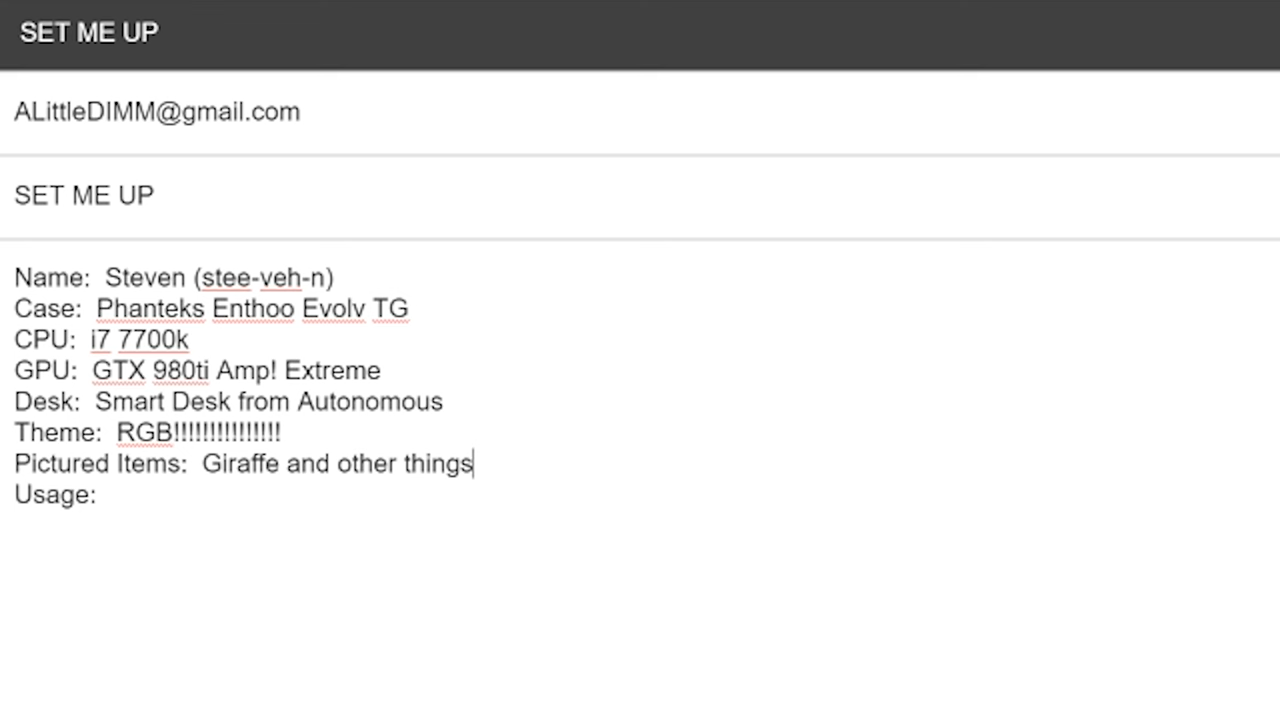 SET ME UP
ALittleDIMM@gmail.com
SET ME UP
Name:  Steven (stee-veh-n)
Case:  Phanteks Enthoo Evolv TG
CPU:  i7 7700k
GPU:  GTX 980ti Amp! Extreme
Desk:  Smart Desk from Autonomous
Theme:  RGB!!!!!!!!!!!!!!!
Pictured Items:  Giraffe and other things
Usage: